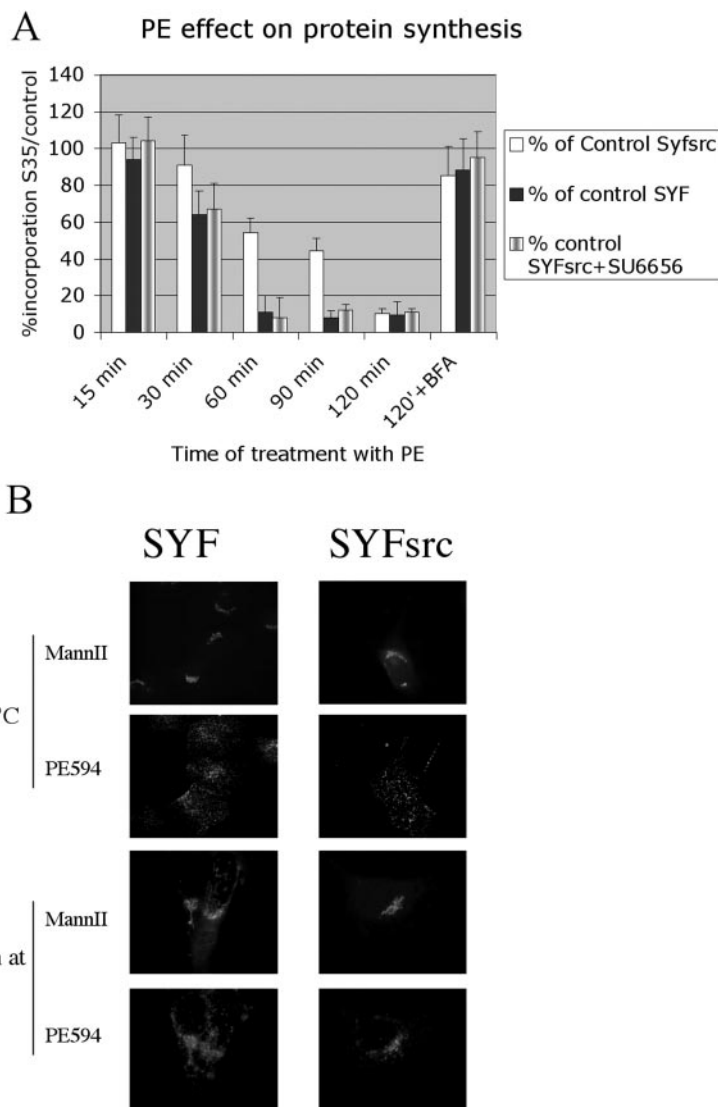 A
PE effect on protein synthesis
140
120
100
80
60
40
20
0
%incorporation S35/control
15 min
30 min
60 min
90 min
120 min
120'+BFA
Time of treatment with PE
% of Control Syfsrc
% of control SYF
% control
SYFsrc+SU6656
B
SYF
SYFsrc
MannII
°C
PE594
MannII
at
PE594